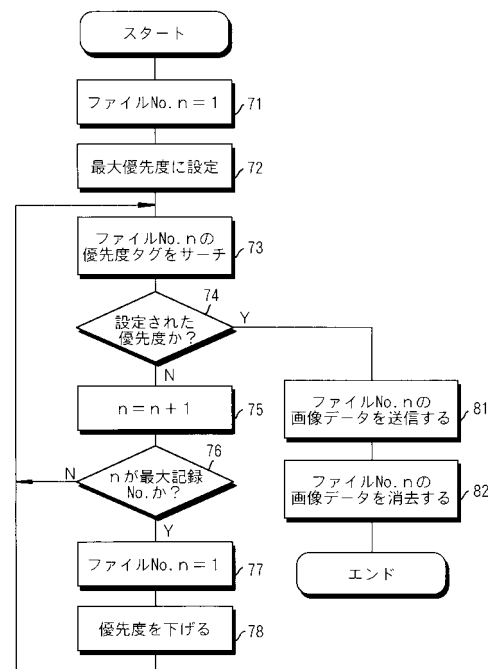 スタート
ファイルNo.n=1
71
最大優先度に設定
72
ファイルNo.nの
優先度タグをサーチ
73
74
設定された
優先度か?
Y
N
n=n+1
75
76
nが最大記録
No.か?
N
Y
ファイルNo.n=1
77
優先度を下げる
78
ファイルNo.nの
画像データを送信する
81
ファイルNo.nの
画像データを消去する
82
エンド